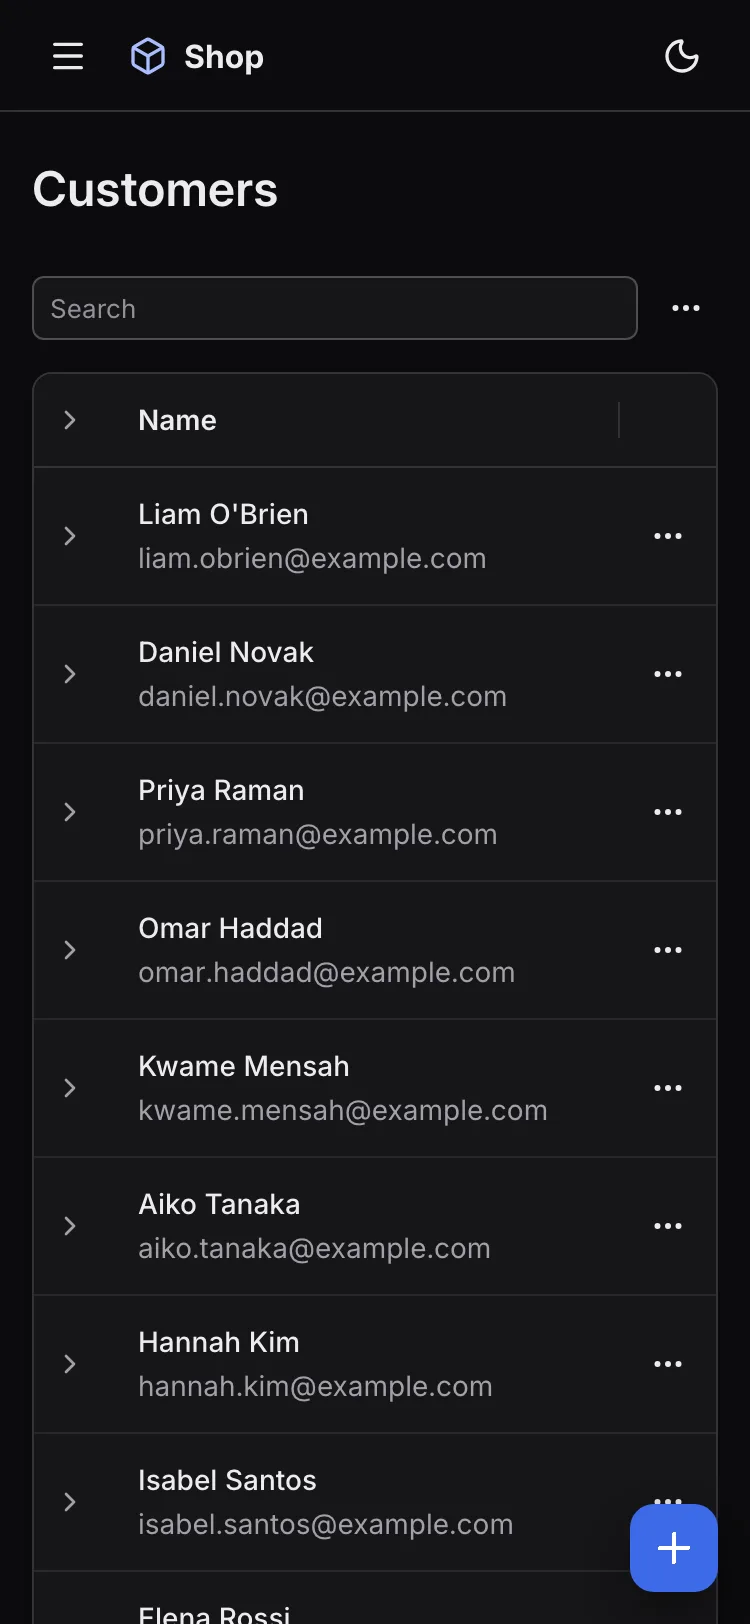 Shop
Customers
Search
Name
Liam O'Brien
liam.obrien@example.com
Daniel Novak
daniel.novak@example.com
Priya Raman
priya.raman@example.com
Omar Haddad
omar.haddad@example.com
Kwame Mensah
kwame.mensah@example.com
Aiko Tanaka
aiko.tanaka@example.com
Hannah Kim
hannah.kim@example.com
Isabel Santos
isabel.santos@example.com
Elena Rossi